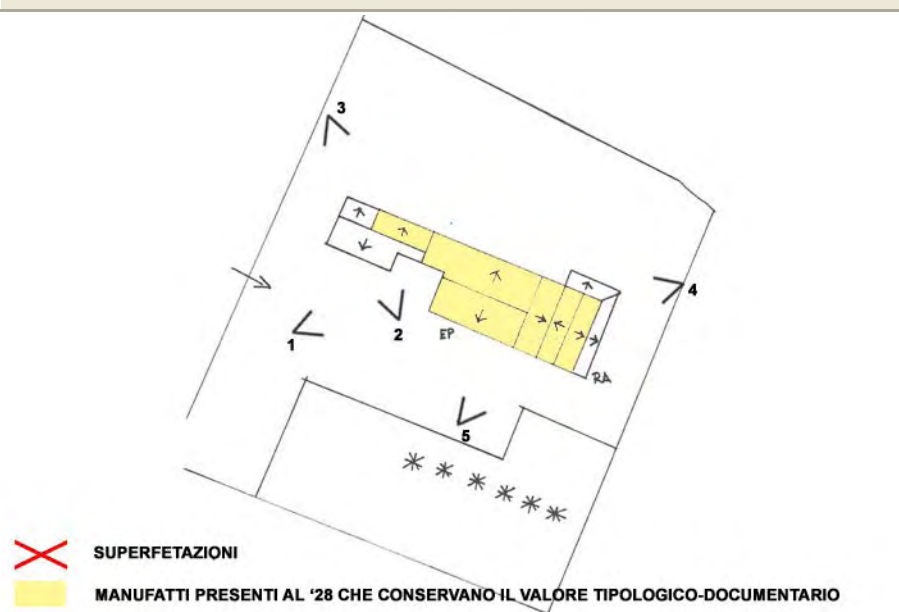 3
4
2
1
EP
RA
5
SUPERFETAZIONI
MANUFATTI PRESENTI AL ‘28 CHE CONSERVANO IL VALORE TIPOLOGICO-DOCUMENTARIO